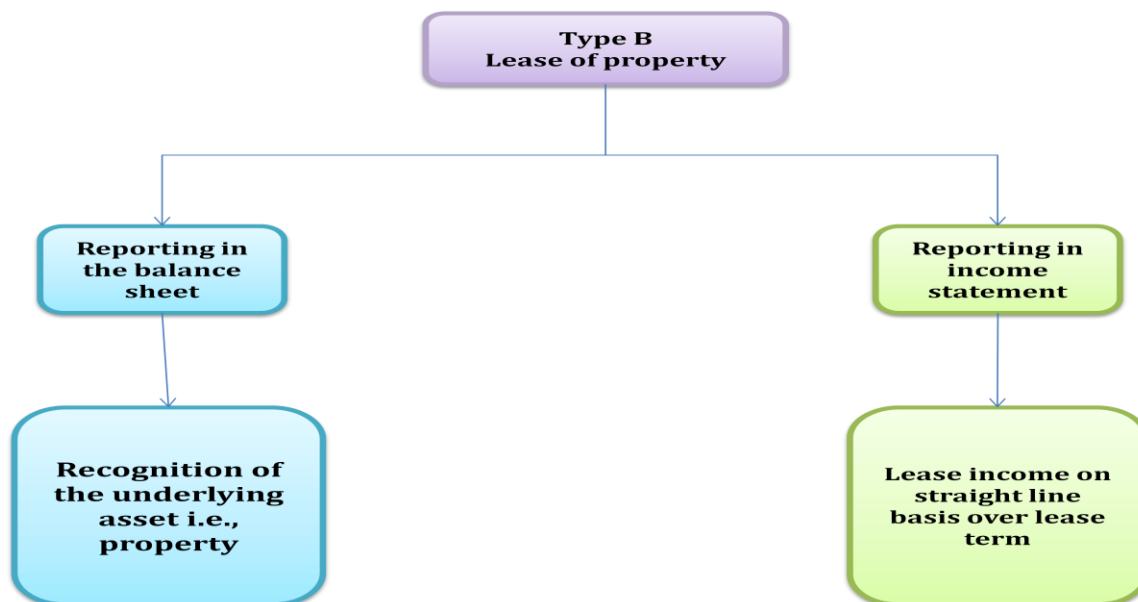 Type B
Lease of property
Reporting in
the balance
sheet
Reporting in
income
statement
Recognition of
the underlying
asset i.e.,
property
Lease income on
straight line
basis over lease
term